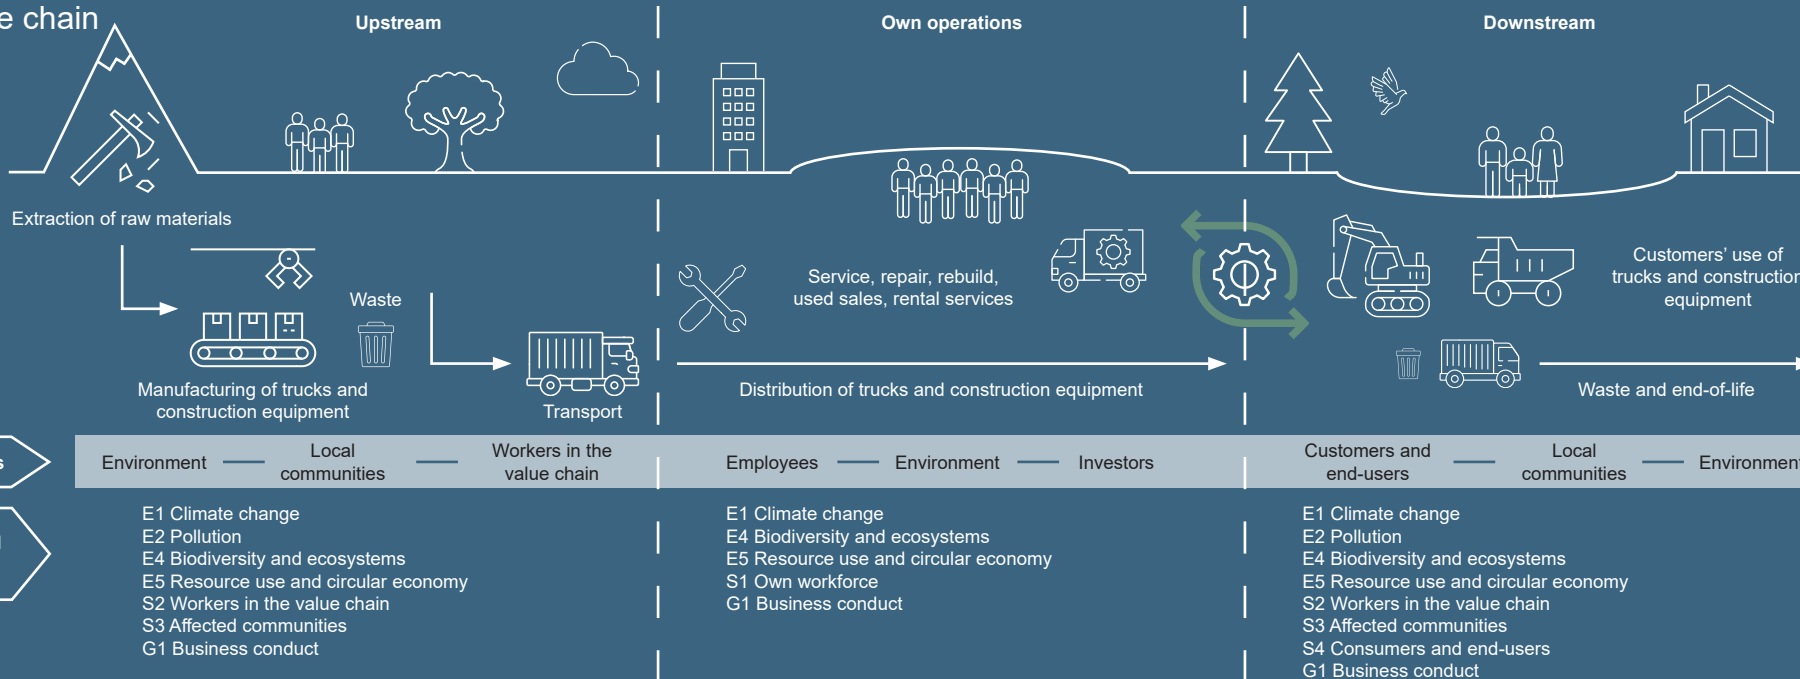 e chain
Upstream
Own operations
Downstream
Extraction of raw materials
Waste
Manufacturing of trucks and
construction equipment
Transport
Service, repair, rebuild,
used sales, rental services
Distribution of trucks and construction equipment
Customers’ use of
trucks and construction
equipment
Waste and end-of-life
s
Environment
Local
communities
Workers in the
value chain
Employees
Environment
Investors
Customers and
end-users
Local
communities
Environment
E1 Climate change
E2 Pollution
E4 Biodiversity and ecosystems
E5 Resource use and circular economy
S2 Workers in the value chain
S3 Affected communities
G1 Business conduct
E1 Climate change
E4 Biodiversity and ecosystems
E5 Resource use and circular economy
S1 Own workforce
G1 Business conduct
E1 Climate change
E2 Pollution
E4 Biodiversity and ecosystems
E5 Resource use and circular economy
S2 Workers in the value chain
S3 Affected communities
S4 Consumers and end-users
G1 Business conduct